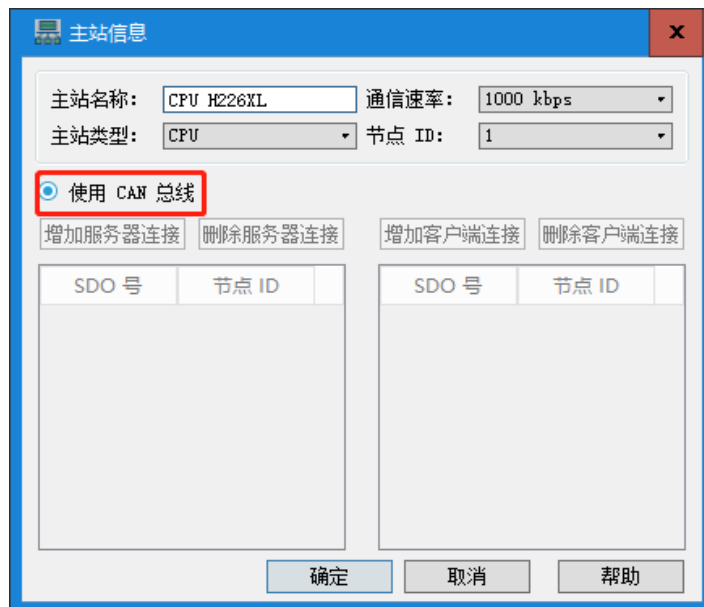 主站信息
主站名称： CPU H226XL 通信速率： 1000 kbps
主站类型： CPU 节点 ID： 1
使用 CAN 总线
增加服务器连接 删除服务器连接 增加客户端连接 删除客户端连接
SDO 号 节点 ID SDO 号 节点 ID
确定 取消 帮助